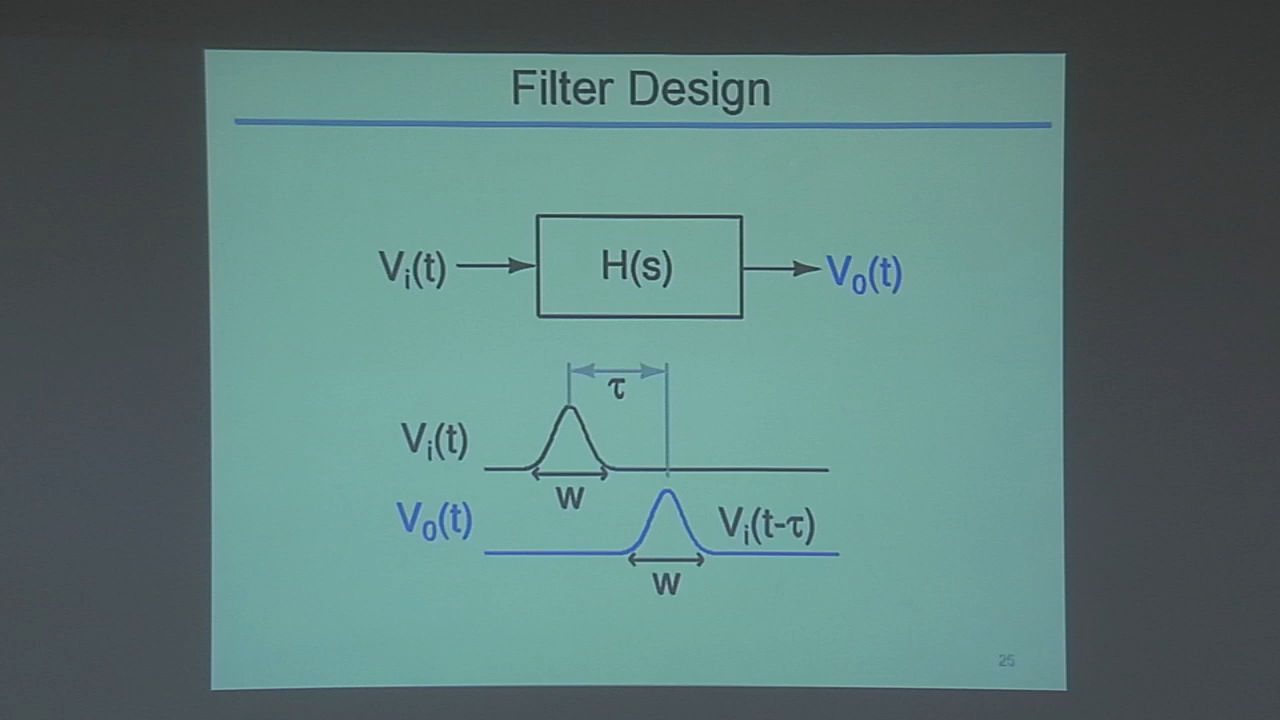 Filter Design
Vi(t) H(s) V0(t)
τ
Vi(t)
W
V0(t) Vi(t-τ)
W
25